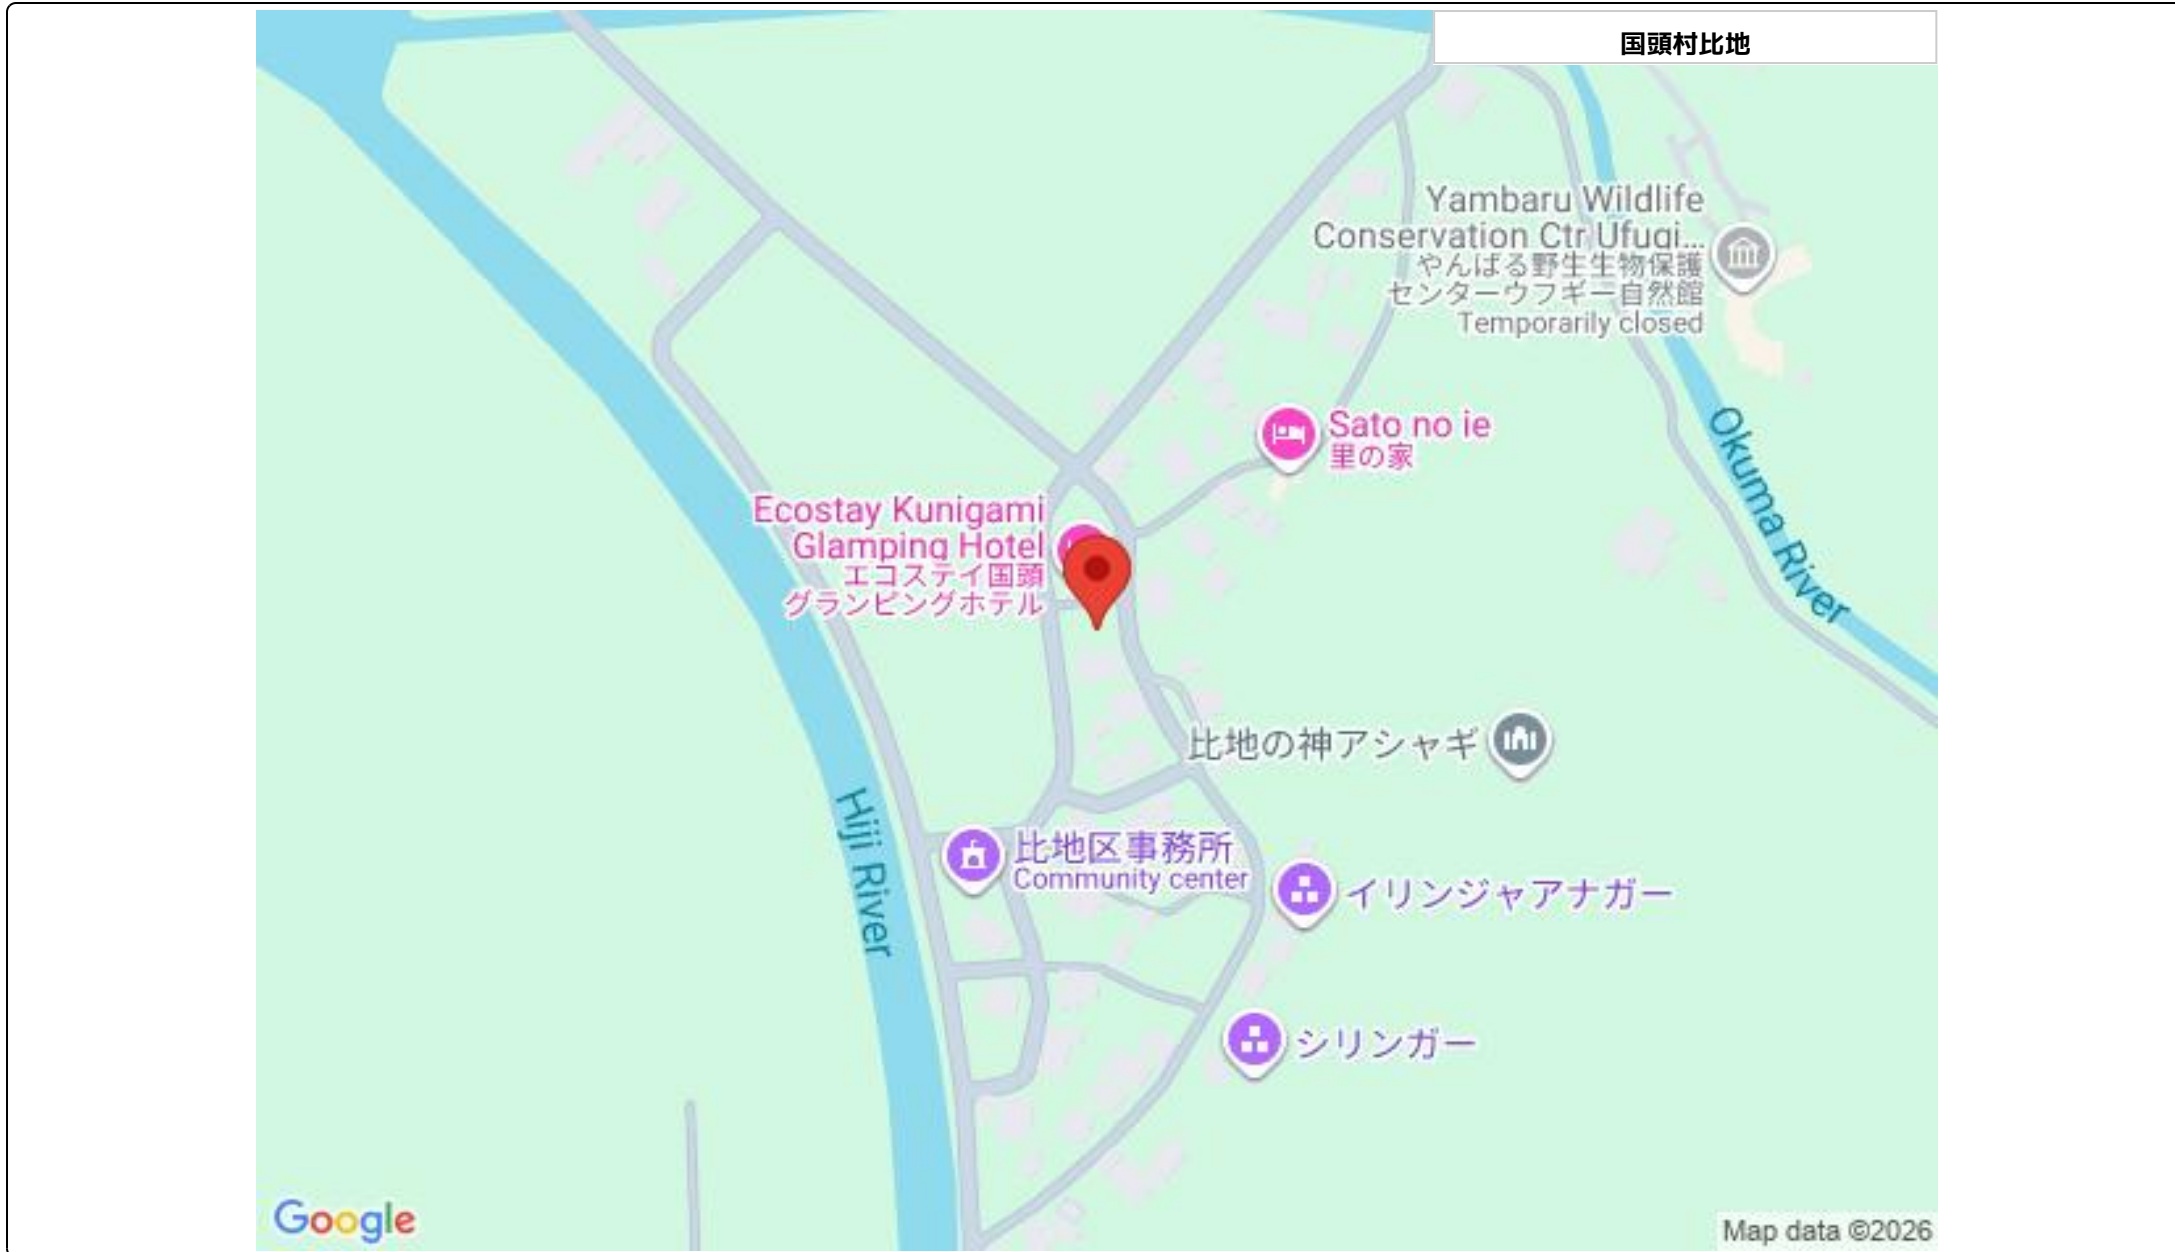 国頭村比地
Yambaru Wildlife
Conservation Ctr Ufugi...
やんばる野生生物保護
センターウフギー自然館
Temporarily closed
Sato no ie
里の家
Okuma River
Ecostay Kunigami
Glamping Hotel
エコステイ国頭
グランピングホテル
比地の神アシャギ
Hiji River
比地区事務所
Community center
イリンジャアナガー
シリンガー
Google
Map data ©2026